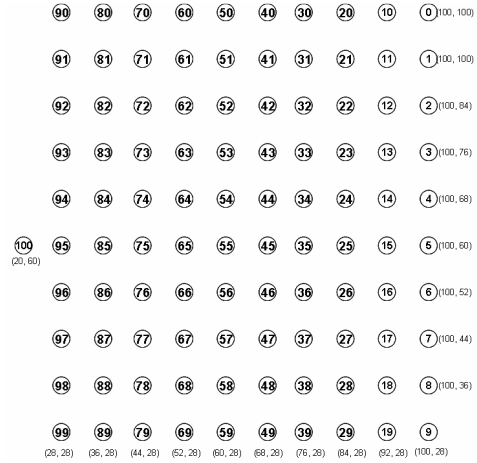 90 80 70 60 50 40 30 20 10 0 (100, 100)
91 81 71 61 51 41 31 21 11 1 (100, 100)
92 82 72 62 52 42 32 22 12 2 (100, 84)
93 83 73 63 53 43 33 23 13 3 (100, 76)
94 84 74 64 54 44 34 24 14 4 (100, 68)
100 95 85 75 65 55 45 35 25 15 5 (100, 60)
(20, 60)
96 86 76 66 56 46 36 26 16 6 (100, 52)
97 87 77 67 57 47 37 27 17 7 (100, 44)
98 88 78 68 58 48 38 28 18 8 (100, 36)
99 89 79 69 59 49 39 29 19 9
(28, 28) (36, 28) (44, 28) (52, 28) (60, 28) (68, 28) (76, 28) (84, 28) (92, 28) (100, 28)